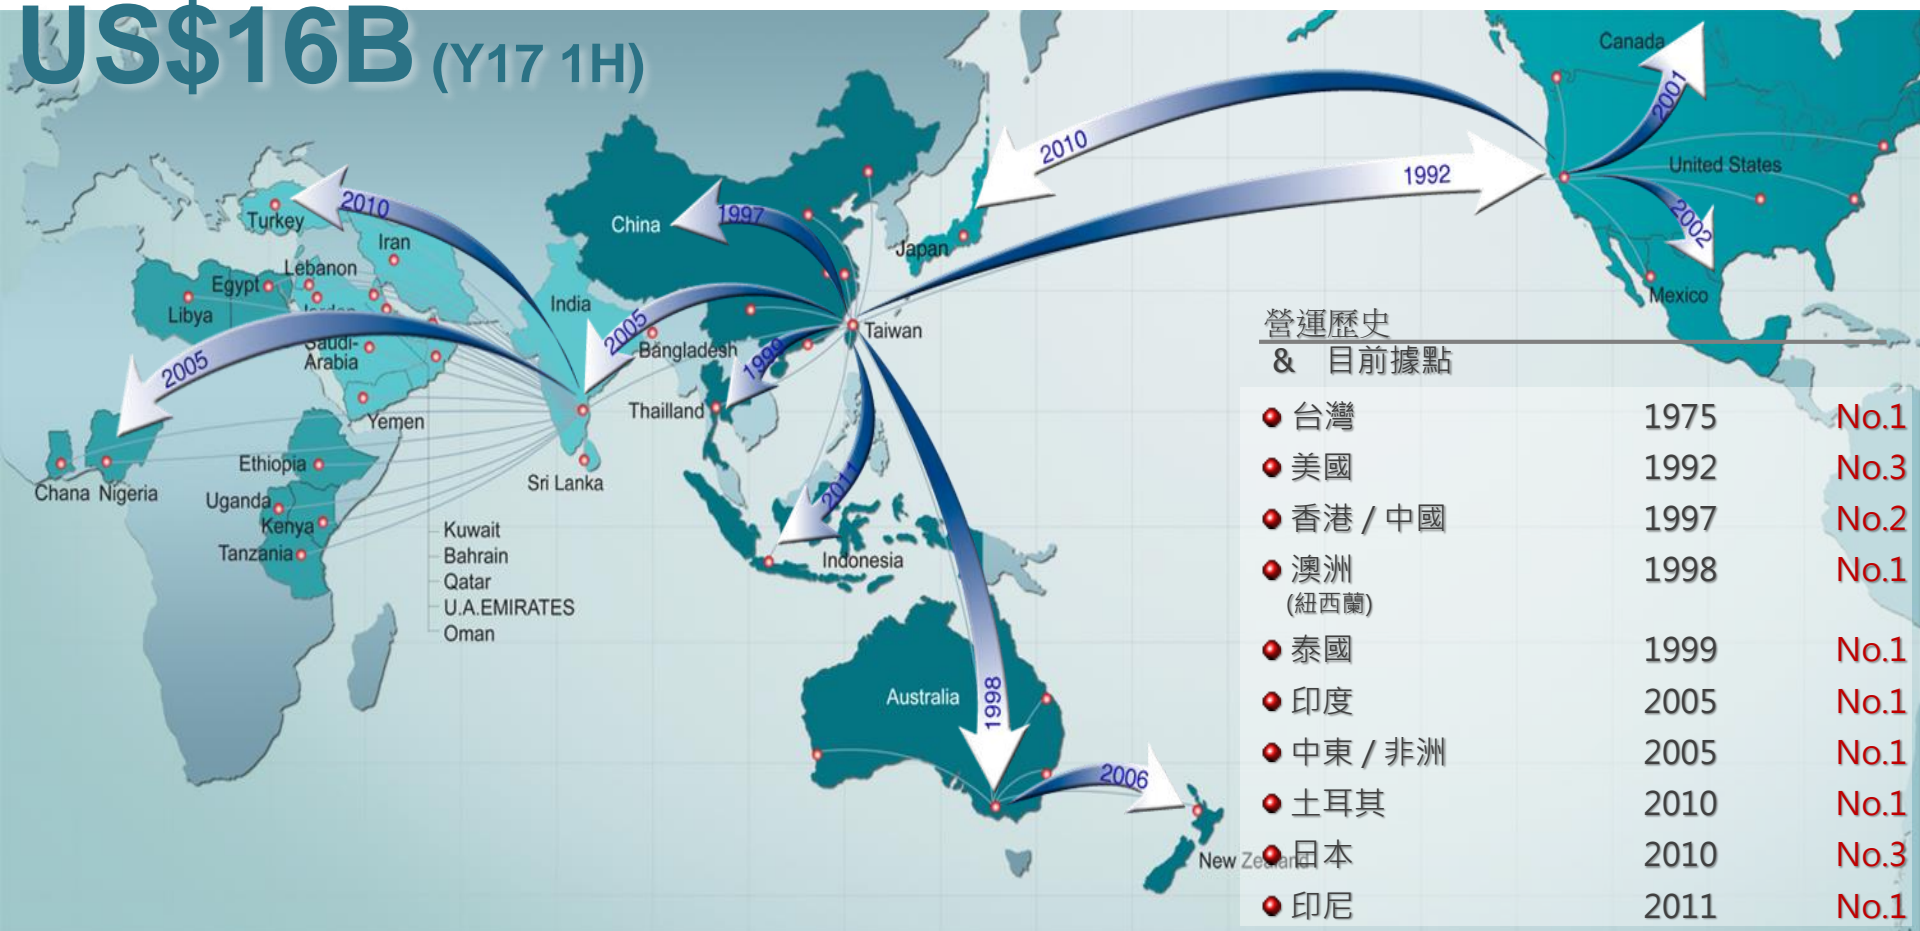 US$16B (Y17 1H)
Canada
2001
2010
1992
United States
2002
Mexico
Turkey
2010
China
1997
Japan
Iran
Lebanon
Egypt
Libya
India
2005
Taiwan
Bangladesh
1999
Saudi-
Arabia
2005
Yemen
Thailland
Chana
Nigeria
Ethiopia
Uganda
Kenya
Tanzania
Sri Lanka
2011
Indonesia
Kuwait
Bahrain
Qatar
U.A.EMIRATES
Oman
Australia
1998
2006
New Zealand
營運歷史
& 目前據點
台灣 1975 No.1
美國 1992 No.3
香港 / 中國 1997 No.2
澳洲 1998 No.1
(紐西蘭)
泰國 1999 No.1
印度 2005 No.1
中東 / 非洲 2005 No.1
土耳其 2010 No.1
日本 2010 No.3
印尼 2011 No.1